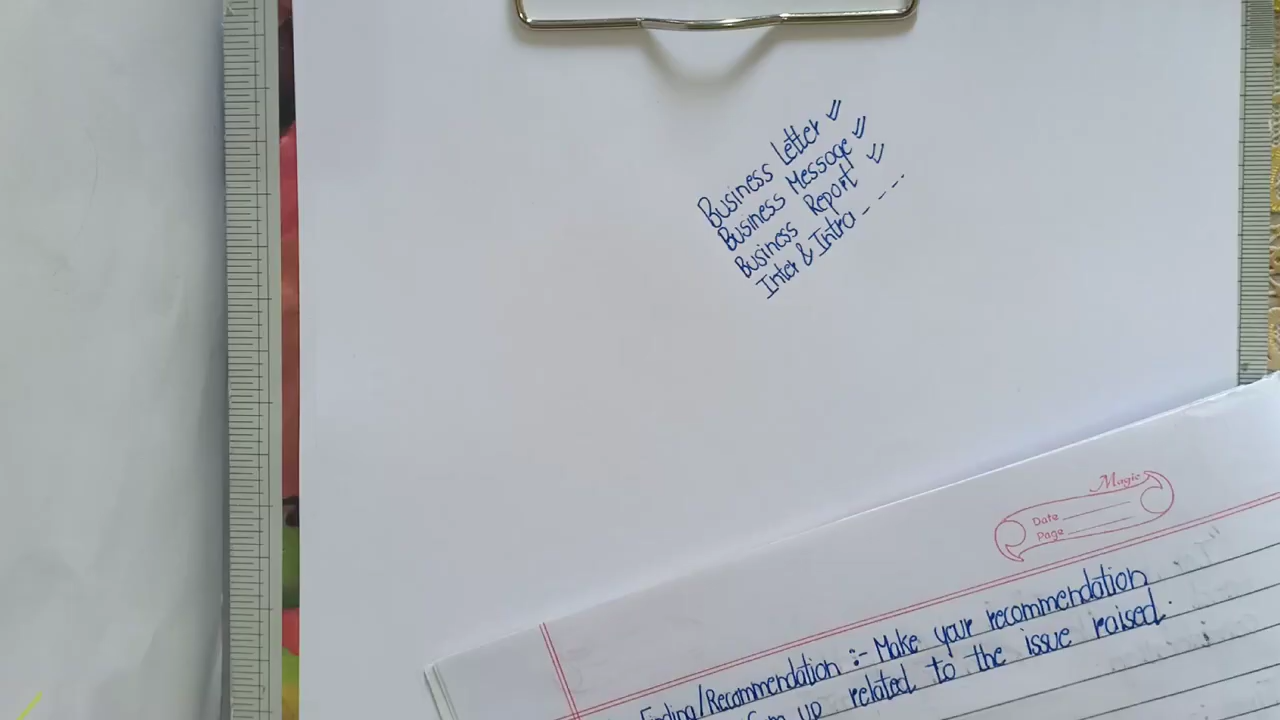 Business Letter
Business Message
Business Report
Inter & Intra ----
Magic
Date
Page
Finding/Recommendation :- Make your recommendation
up related to the issue raised.